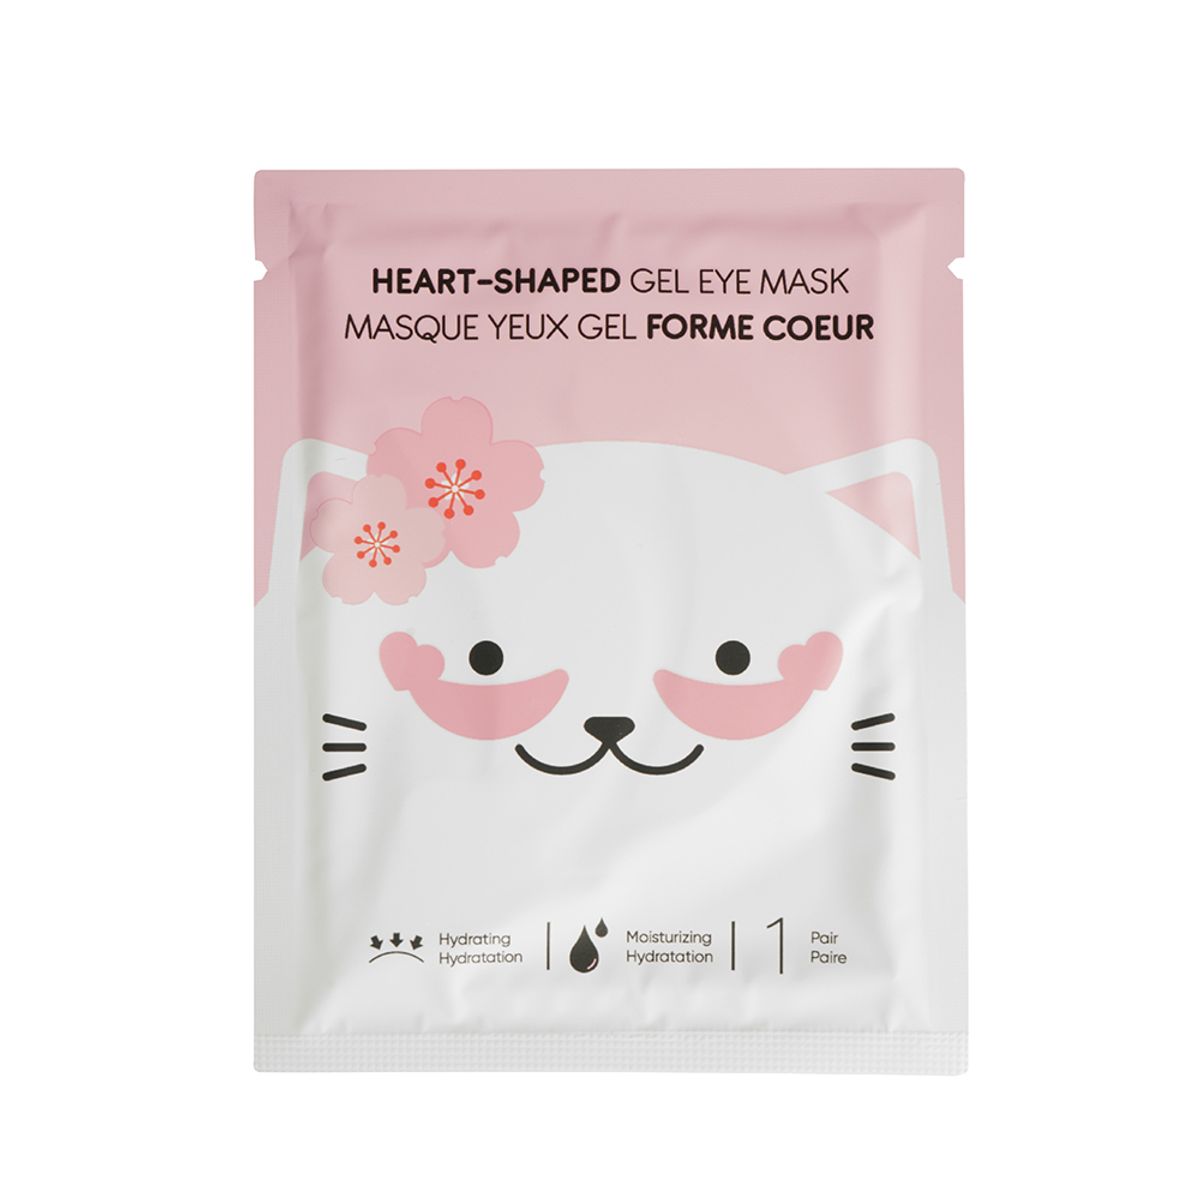 HEART-SHAPED GEL EYE MASK
MASQUE YEUX GEL FORME COEUR
Hydrating
Hydratation
Moisturizing
Hydratation
1
Pair
Paire